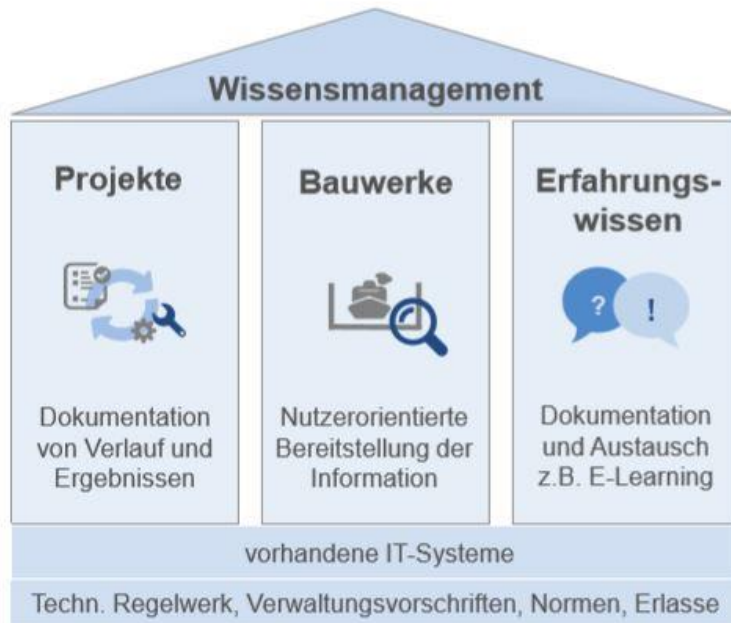 Wissensmanagement
Projekte
Dokumentation
von Verlauf und
Ergebnissen
Bauwerke
Nutzerorientierte
Bereitstellung der
Information
Erfahrungs-
wissen
?
!
Dokumentation
und Austausch
z.B. E-Learning
vorhandene IT-Systeme
Techn. Regelwerk, Verwaltungsvorschriften, Normen, Erlasse